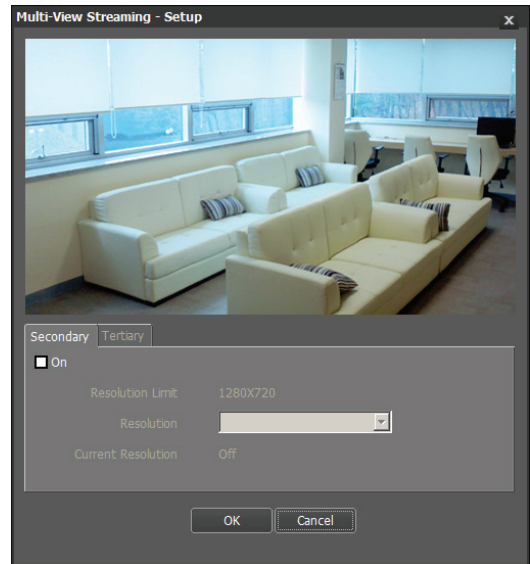 Multi-View Streaming - Setup x
Secondary Tertiary
On
Resolution Limit 1280X720
Resolution
Current Resolution Off
OK Cancel